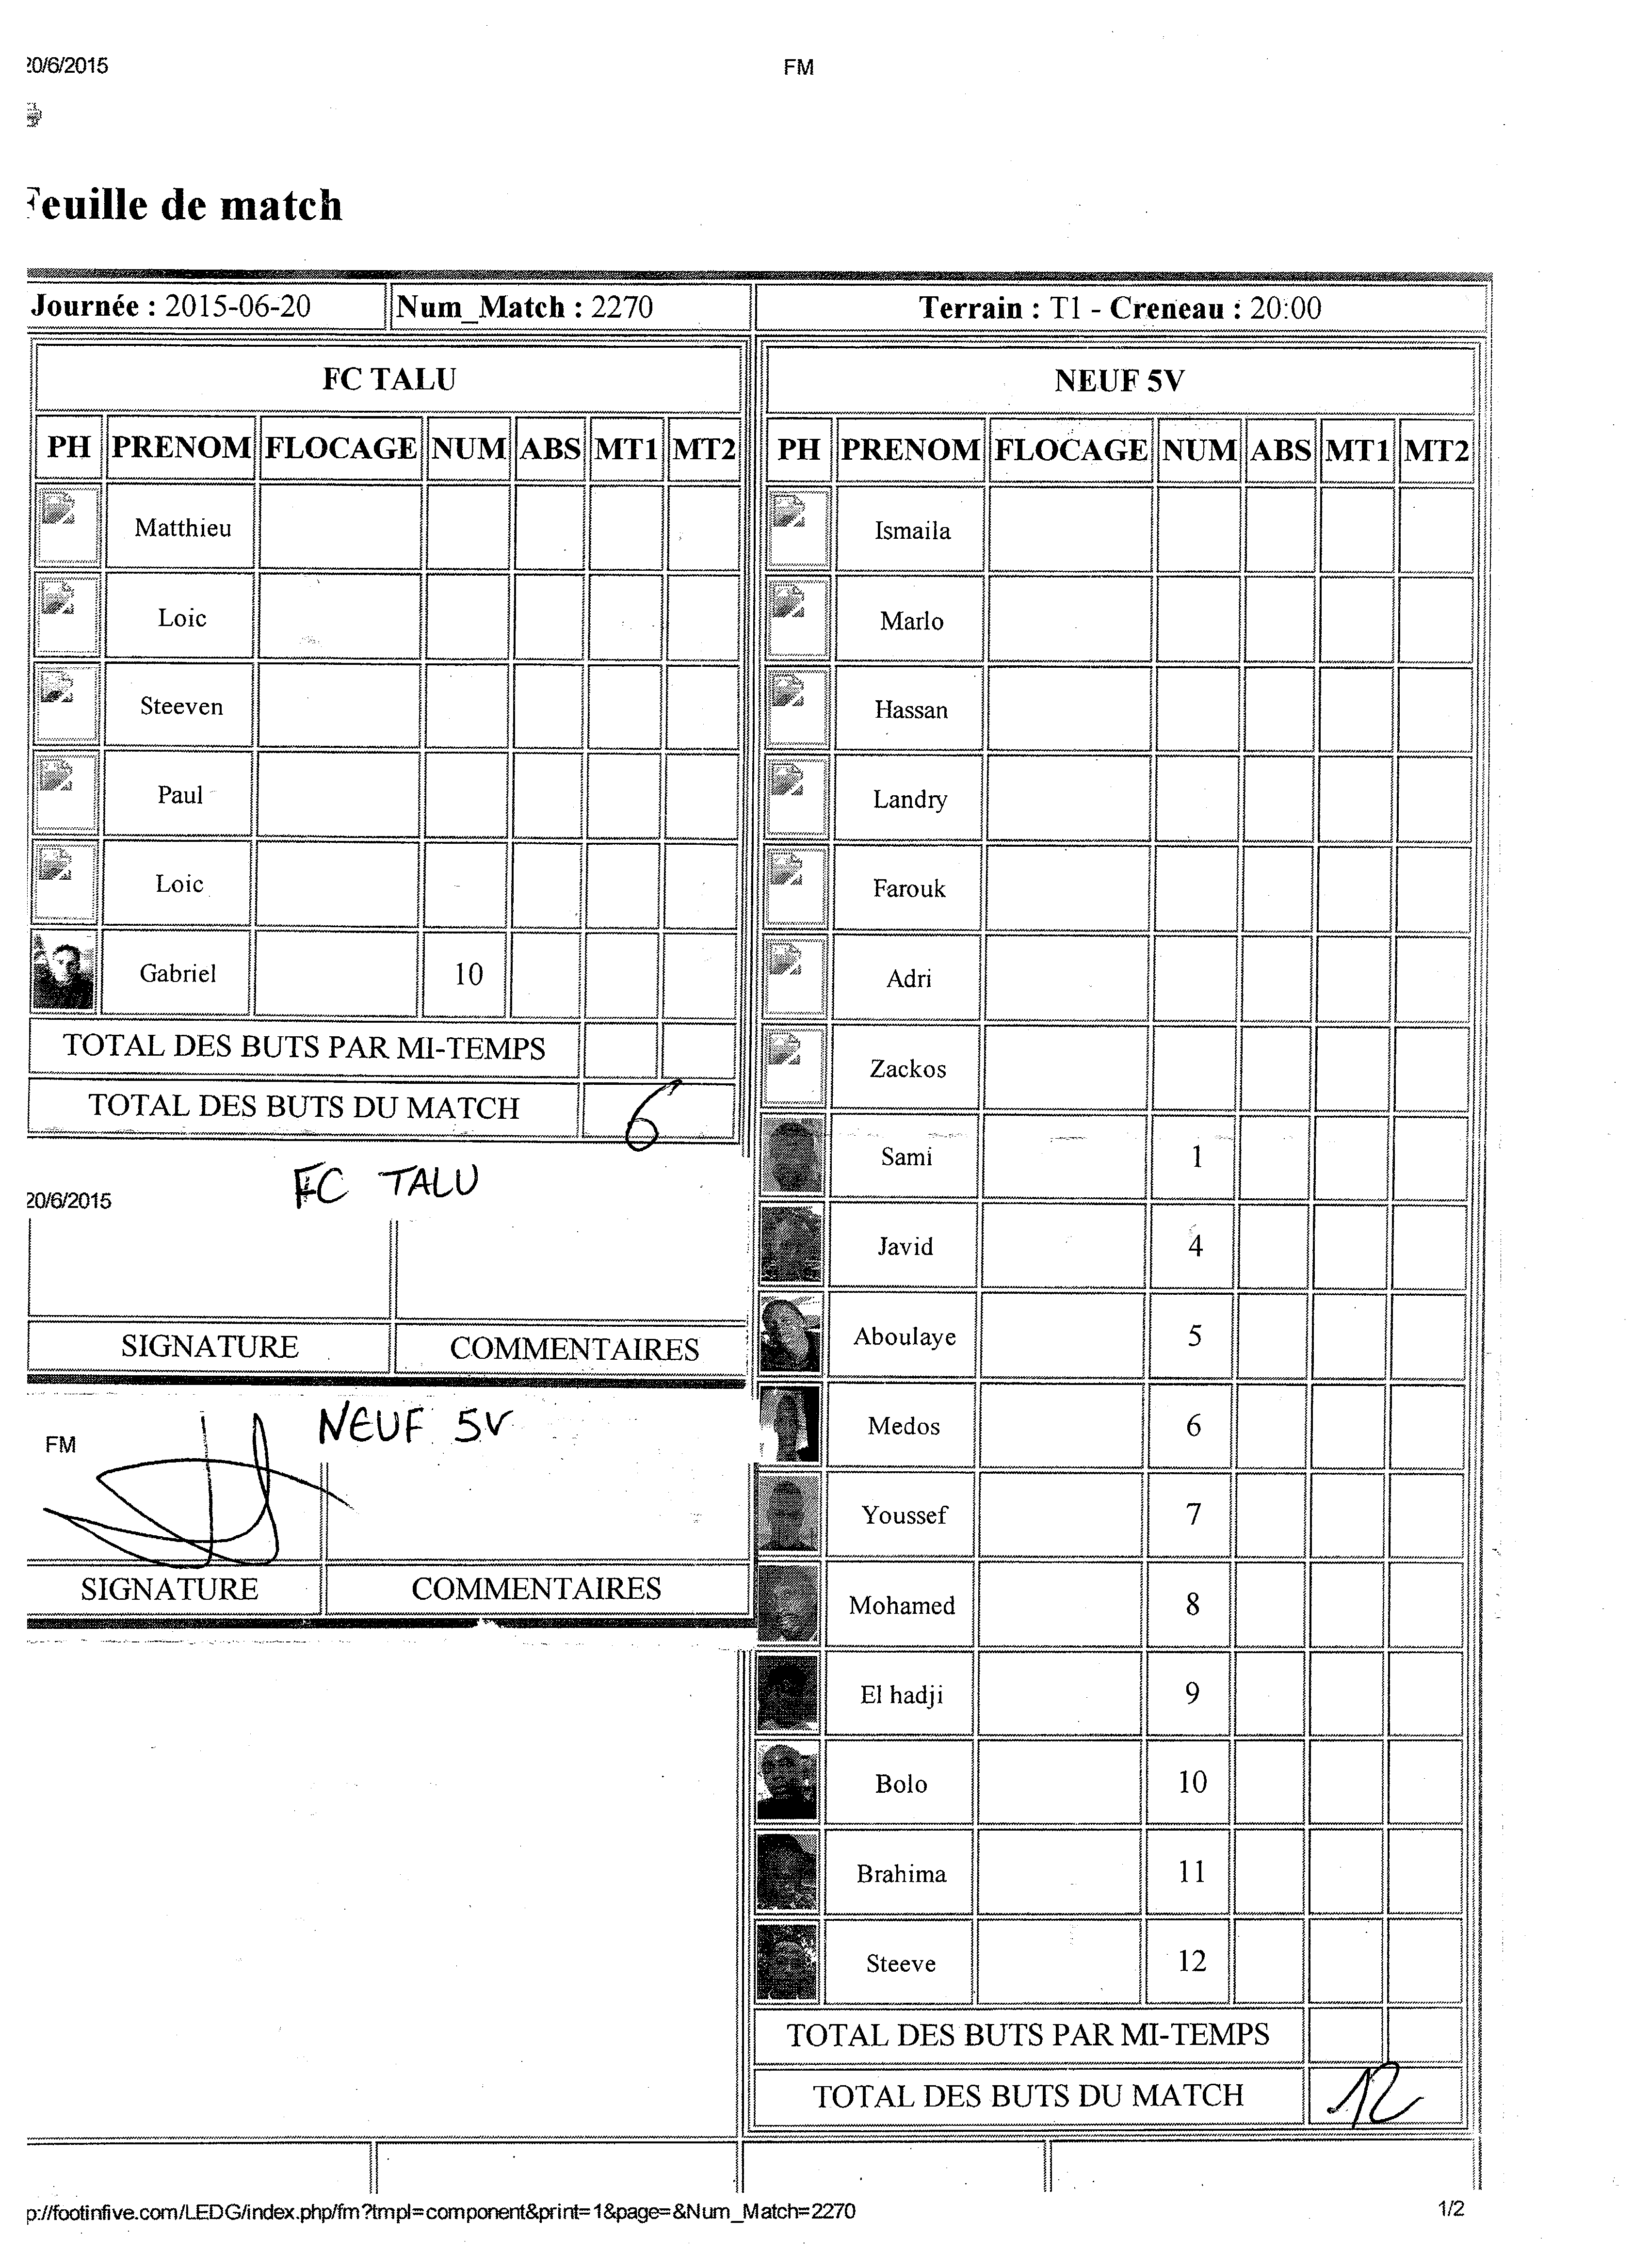 20/6/2015 FM
Feuille de match
Journée : 2015-06-20 Num_Match : 2270 Terrain : T1 - Creneau : 20:00
FC TALU
PH PRENOM FLOCAGE NUM ABS MT1 MT2
Matthieu
Loic
Steeven
Paul
Loic
Gabriel 10
TOTAL DES BUTS PAR MI-TEMPS
TOTAL DES BUTS DU MATCH 6
FC TALU
20/6/2015
SIGNATURE COMMENTAIRES
NEUF 5V
FM
SIGNATURE COMMENTAIRES
NEUF 5V
PH PRENOM FLOCAGE NUM ABS MT1 MT2
Ismaila
Marlo
Hassan
Landry
Farouk
Adri
Zackos
Sami 1
Javid 4
Aboulaye 5
Medos 6
Youssef 7
Mohamed 8
El hadji 9
Bolo 10
Brahima 11
Steeve 12
TOTAL DES BUTS PAR MI-TEMPS
TOTAL DES BUTS DU MATCH 12
p://footinfive.com/LEDG/index.php/fm?tmpl=component&print=1&page=&Num_Match=2270 1/2